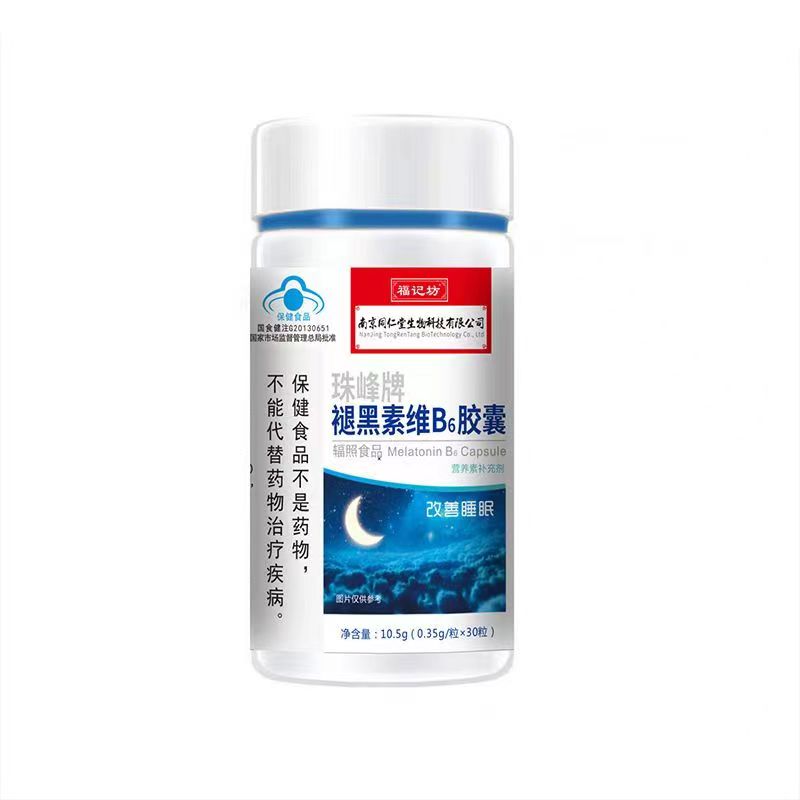 保健食品
国食健注G20130651
国家市场监督管理总局批准
保健食品不是药物，
不能代替药物治疗疾病。
福记坊
南京同仁堂生物科技有限公司
NanJing TongRenTang BioTechnology Co., Ltd
珠峰牌
褪黑素维B₆胶囊
辐照食品 Melatonin B₆ Capsule
营养素补充剂
改善睡眠
图片仅供参考
净含量：10.5g（0.35g/粒×30粒）